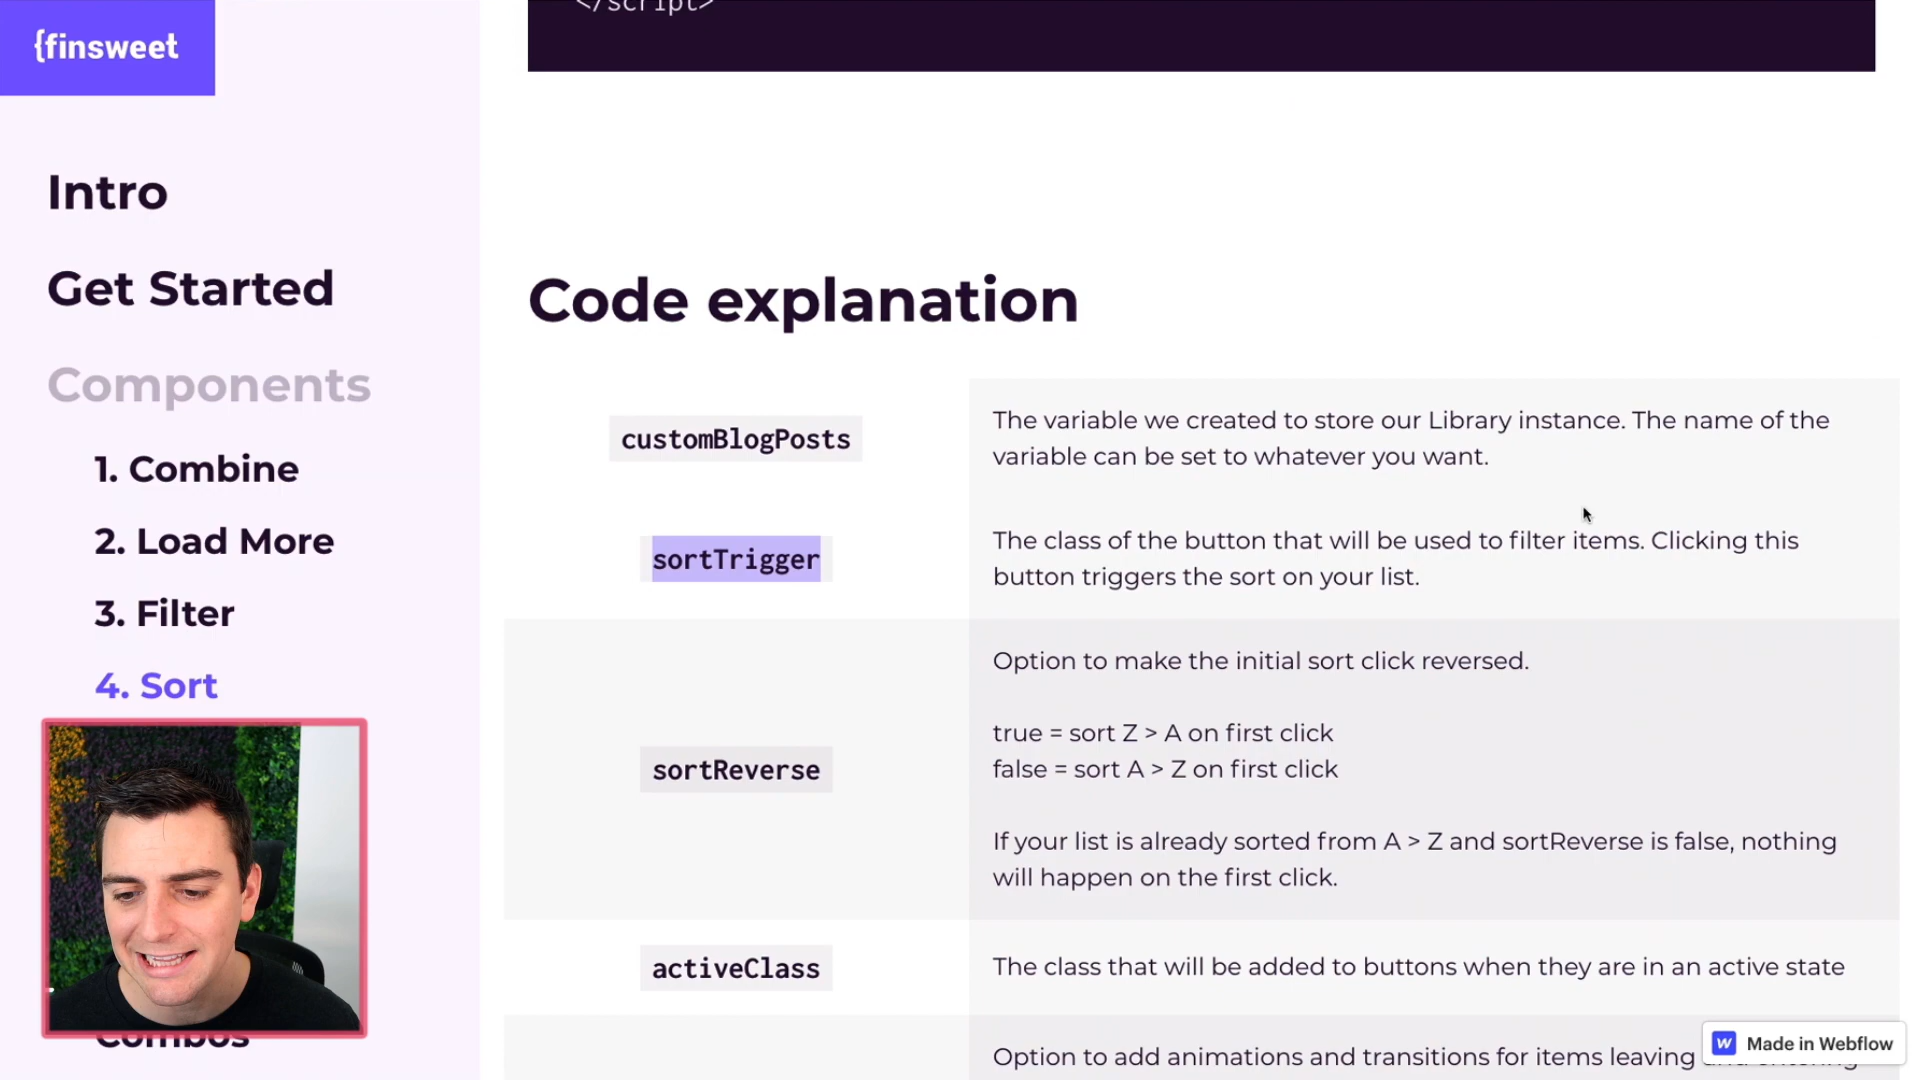 </script>
{finsweet
Intro
Get Started
Components
1. Combine
2. Load More
3. Filter
4. Sort
Combos
Code explanation
customBlogPosts
The variable we created to store our Library instance. The name of the
variable can be set to whatever you want.
sortTrigger
The class of the button that will be used to filter items. Clicking this
button triggers the sort on your list.
sortReverse
Option to make the initial sort click reversed.
true = sort Z > A on first click
false = sort A > Z on first click
If your list is already sorted from A > Z and sortReverse is false, nothing
will happen on the first click.
activeClass
The class that will be added to buttons when they are in an active state
Option to add animations and transitions for items leaving and entering
W Made in Webflow